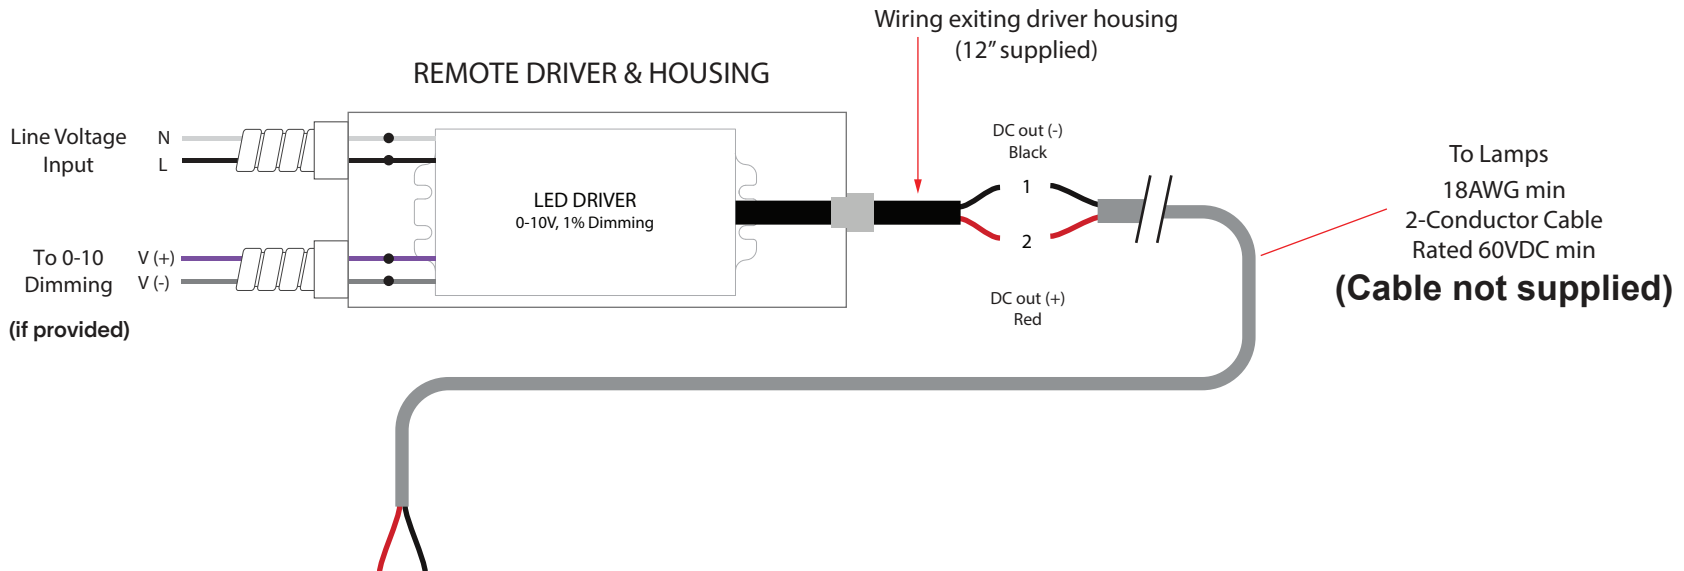 Wiring exiting driver housing
(12" supplied)
REMOTE DRIVER & HOUSING
Line Voltage
Input
N
L
LED DRIVER
0-10V, 1% Dimming
To 0-10
Dimming
V (+)
V (-)
(if provided)
DC out (-)
Black
1
2
DC out (+)
Red
To Lamps
18AWG min
2-Conductor Cable
Rated 60VDC min
(Cable not supplied)